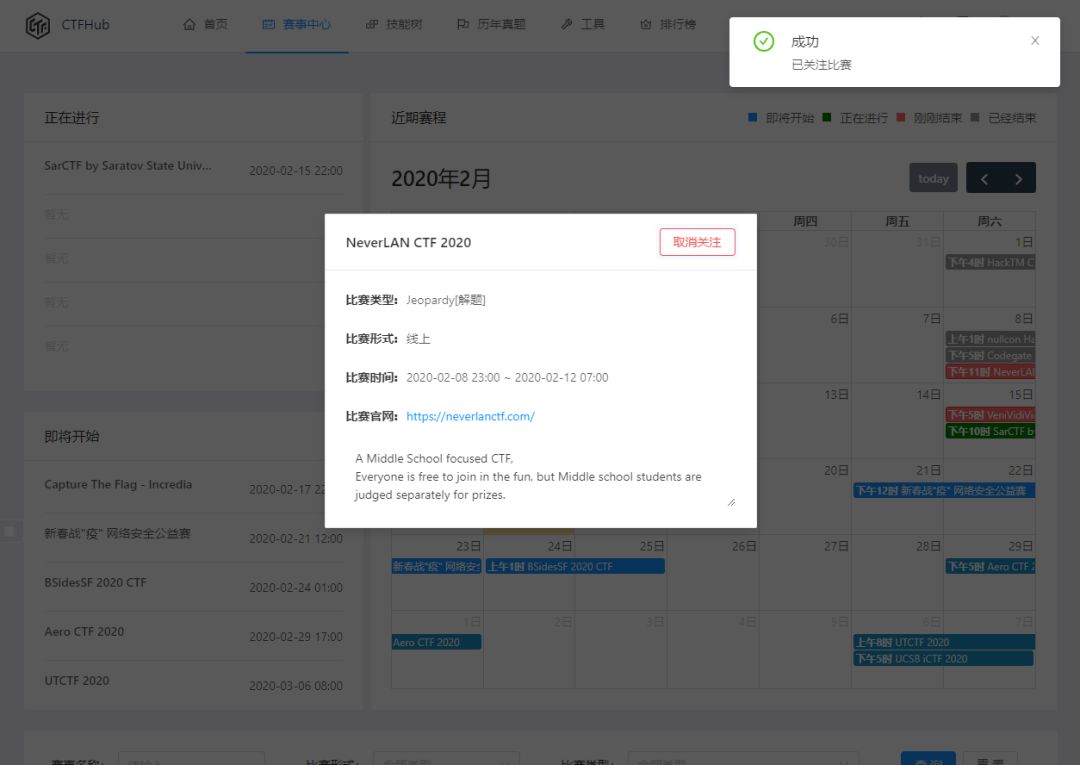 CTFHub
首页
赛事中心
技能树
历年真题
工具
排行榜
成功
已关注比赛
正在进行
SarCTF by Saratov State Univ...
2020-02-15 22:00
暂无
暂无
暂无
暂无
近期赛程
即将开始
正在进行
刚刚结束
已经结束
2020年2月
today
周四
周五
周六
30日
31日
1日
下午4时 HackTM C
6日
7日
8日
上午1时 nullcon Ha
下午5时 Codegate
下午11时 NeverLAN
13日
14日
15日
下午5时 VeniVidiVi
下午10时 SarCTF b
20日
21日
22日
下午12时 新春战"疫" 网络安全公益赛
NeverLAN CTF 2020
取消关注
比赛类型: Jeopardy[解题]
比赛形式: 线上
比赛时间: 2020-02-08 23:00 ~ 2020-02-12 07:00
比赛官网: https://neverlanctf.com/
A Middle School focused CTF,
Everyone is free to join in the fun, but Middle school students are
judged separately for prizes.
即将开始
Capture The Flag - Incredia
2020-02-17 22
新春战"疫" 网络安全公益赛
2020-02-21 12:00
BSidesSF 2020 CTF
2020-02-24 01:00
Aero CTF 2020
2020-02-29 17:00
UTCTF 2020
2020-03-06 08:00
23日
24日
25日
26日
27日
28日
29日
新春战"疫" 网络安全
上午1时 BSidesSF 2020 CTF
下午5时 Aero CTF 2
1日
2日
3日
4日
5日
6日
7日
Aero CTF 2020
上午8时 UTCTF 2020
下午5时 UCSB iCTF 2020
赛事名称:
请输入
比赛形式:
全部类型
比赛类型:
全部类型
查 询
重 置